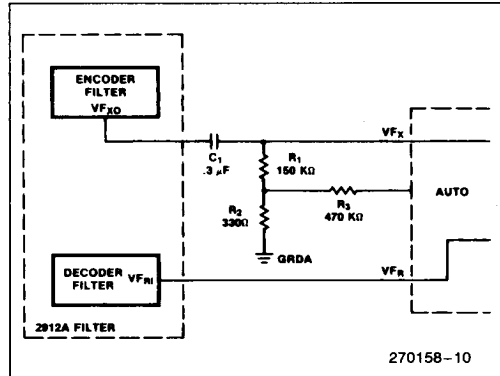 ENCODER
FILTER
VFXO
C1
.3 µF
VFX
R1
150 KΩ
AUTO
R2
330Ω
R3
470 KΩ
GRDA
DECODER
FILTER
VFRI
VFR
2912A FILTER
270158–10